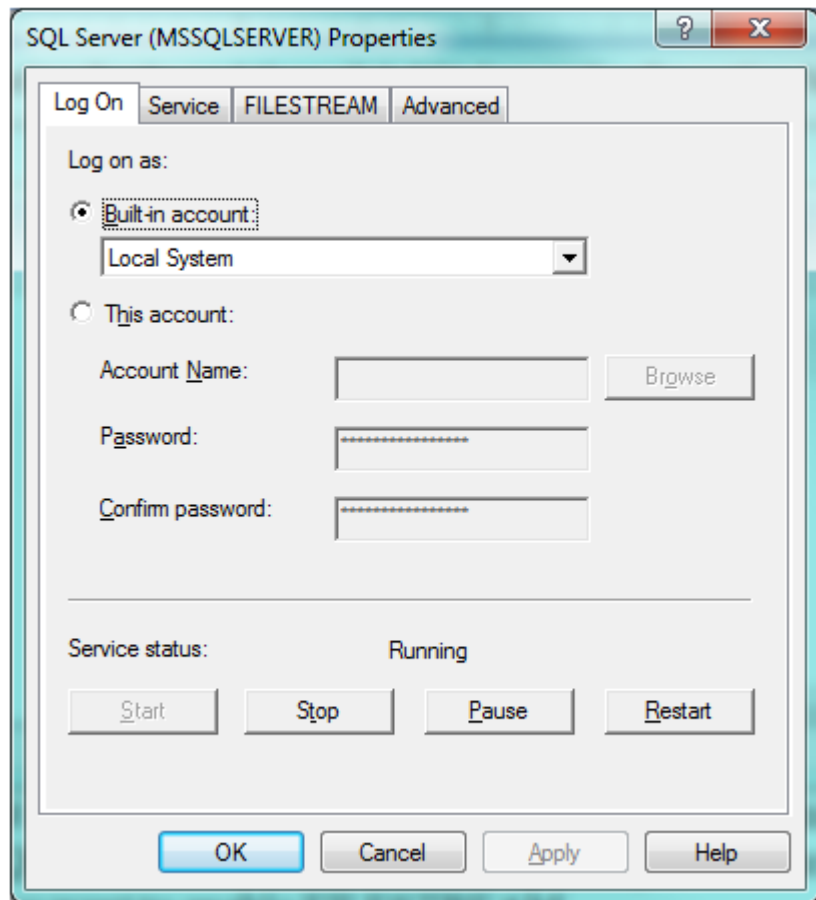 SQL Server (MSSQLSERVER) Properties
Log On Service FILESTREAM Advanced
Log on as:
Built-in account:
Local System
This account:
Account Name: Browse
Password: ****************
Confirm password: ****************
Service status: Running
Start Stop Pause Restart
OK Cancel Apply Help